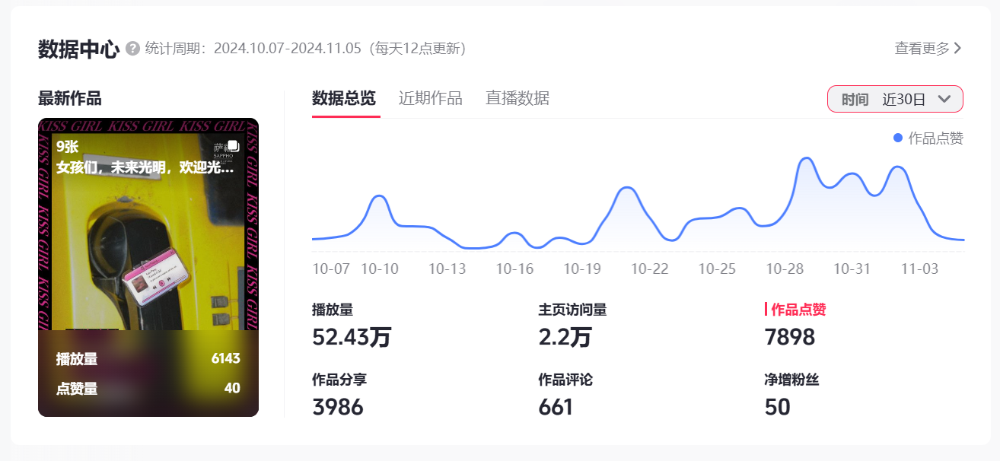 数据中心 ? 统计周期：2024.10.07-2024.11.05（每天12点更新）
查看更多
最新作品
KISS GIRL KISS GIRL KISS GIRL
9张
女孩们，未来光明，欢迎光...
SAPPHO
播放量 6143
点赞量 40
数据总览 近期作品 直播数据
时间 近30日
作品点赞
10-07 10-10 10-13 10-16 10-19 10-22 10-25 10-28 10-31 11-03
播放量 主页访问量 作品点赞
52.43万 2.2万 7898
作品分享 作品评论 净增粉丝
3986 661 50